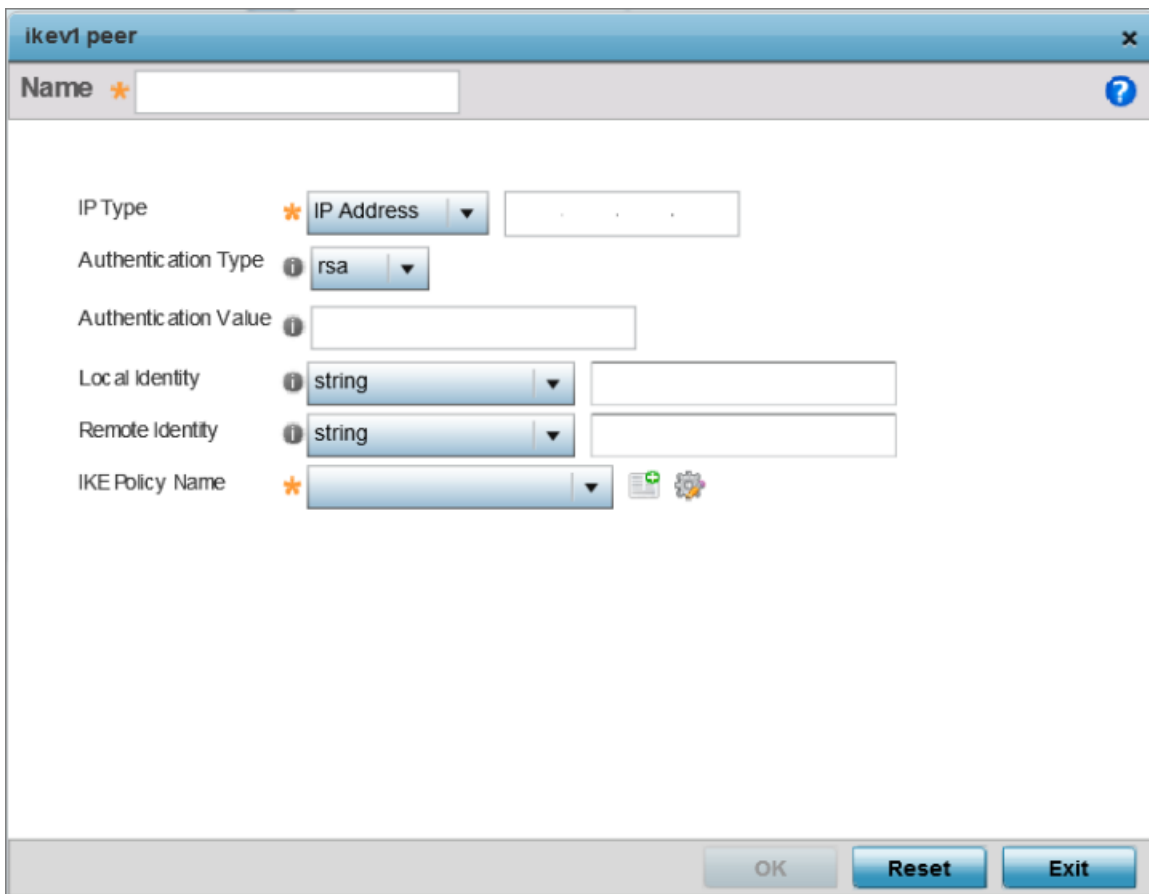 ikev1 peer
Name *
IP Type * IP Address . . .
Authentication Type rsa
Authentication Value
Local Identity string
Remote Identity string
IKE Policy Name *
OK Reset Exit